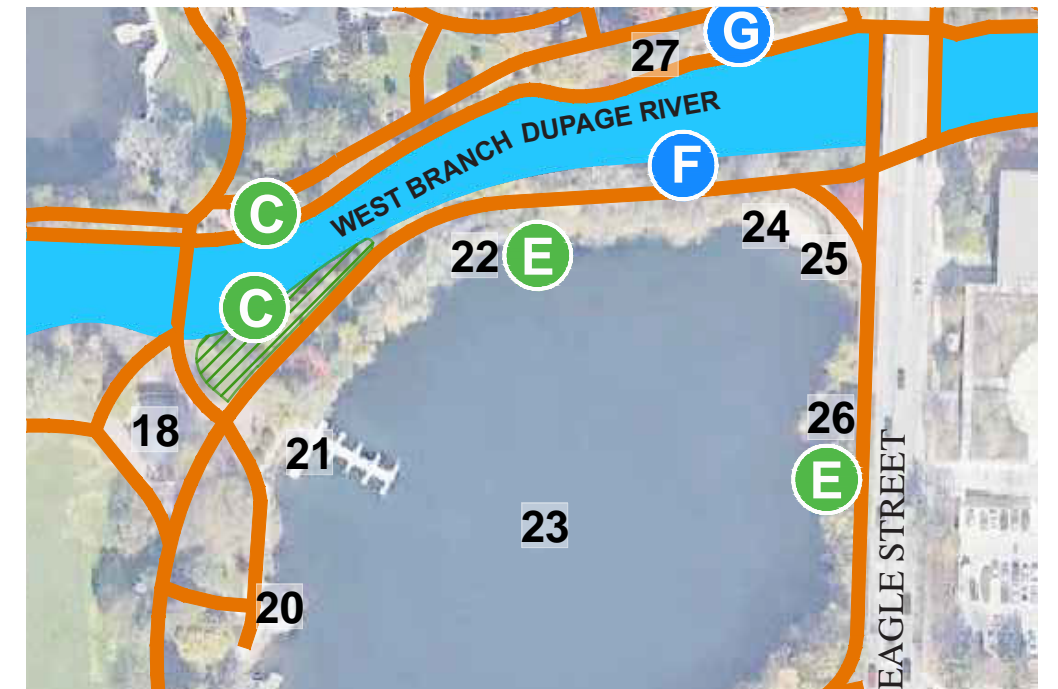 G
27
WEST BRANCH DUPAGE RIVER
F
C
24
22
E
25
C
26
18
21
E
23
EAGLE STREET
20